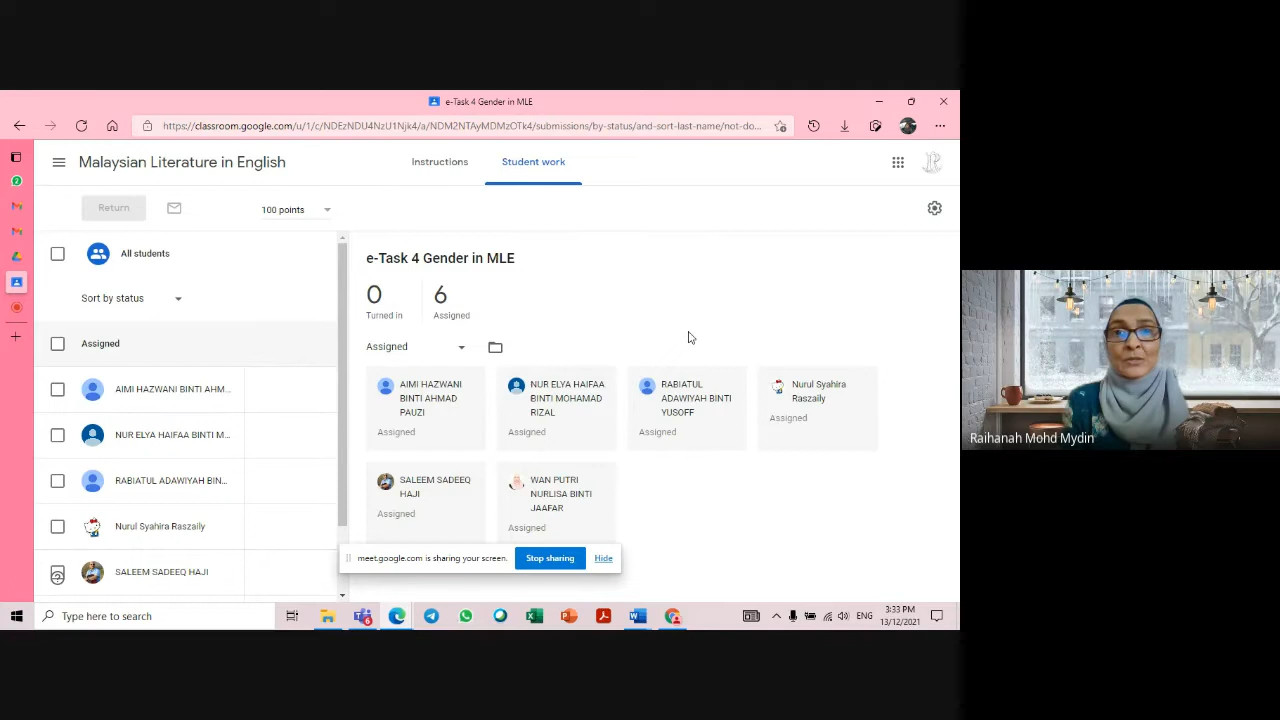 e-Task 4 Gender in MLE
https://classroom.google.com/u/1/c/NDEzNDU4NzU1Njk4/a/NDM2NTAyMDMzOTk4/submissions/by-status/and-sort-last-name/not-do...
Malaysian Literature in English
Instructions
Student work
Return
100 points
All students
Sort by status
Assigned
AIMI HAZWANI BINTI AHM...
NUR ELYA HAIFAA BINTI M...
RABIATUL ADAWIYAH BIN...
Nurul Syahira Raszaily
SALEEM SADEEQ HAJI
e-Task 4 Gender in MLE
0
6
Turned in
Assigned
Assigned
AIMI HAZWANI
BINTI AHMAD
PAUZI
Assigned
NUR ELYA HAIFAA
BINTI MOHAMAD
RIZAL
Assigned
RABIATUL
ADAWIYAH BINTI
YUSOFF
Assigned
Nurul Syahira
Raszaily
Assigned
SALEEM SADEEQ
HAJI
Assigned
WAN PUTRI
NURLISA BINTI
JAAFAR
Assigned
meet.google.com is sharing your screen.
Stop sharing
Hide
Raihanah Mohd Mydin
Type here to search
ENG
3:33 PM
13/12/2021